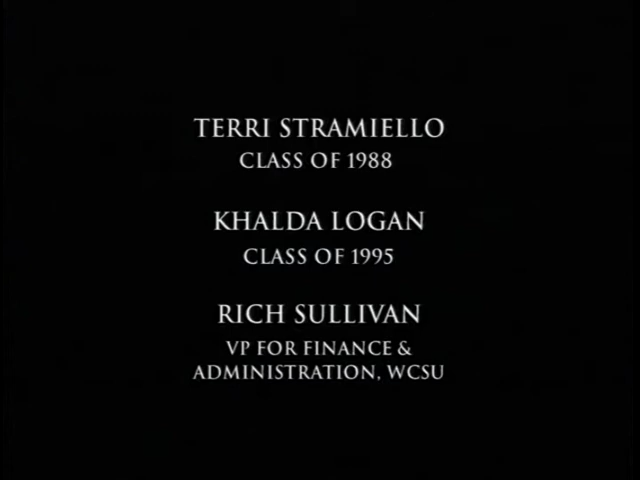 TERRI STRAMIELLO
CLASS OF 1988
KHALDA LOGAN
CLASS OF 1995
RICH SULLIVAN
VP FOR FINANCE &
ADMINISTRATION, WCSU